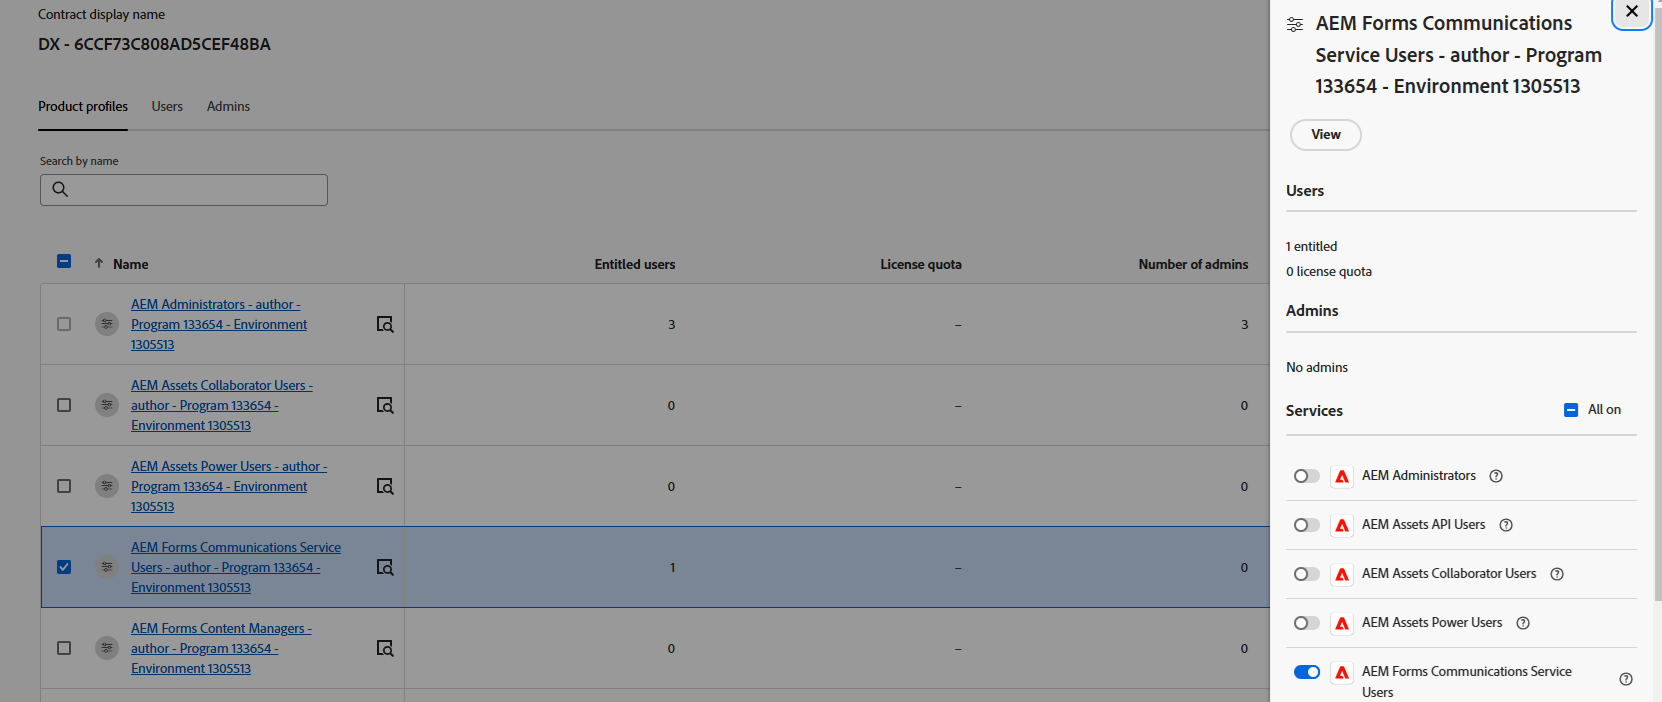 Contract display name
DX - 6CCF73C808AD5CEF48BA
Product profiles Users Admins
Search by name
Name Entitled users License quota Number of admins
AEM Administrators - author -
Program 133654 - Environment 3 – 3
1305513
AEM Assets Collaborator Users -
author - Program 133654 - 0 – 0
Environment 1305513
AEM Assets Power Users - author -
Program 133654 - Environment 0 – 0
1305513
AEM Forms Communications Service
Users - author - Program 133654 - 1 – 0
Environment 1305513
AEM Forms Content Managers -
author - Program 133654 - 0 – 0
Environment 1305513
AEM Forms Communications
Service Users - author - Program
133654 - Environment 1305513
View
Users
1 entitled
0 license quota
Admins
No admins
Services All on
AEM Administrators
AEM Assets API Users
AEM Assets Collaborator Users
AEM Assets Power Users
AEM Forms Communications Service
Users